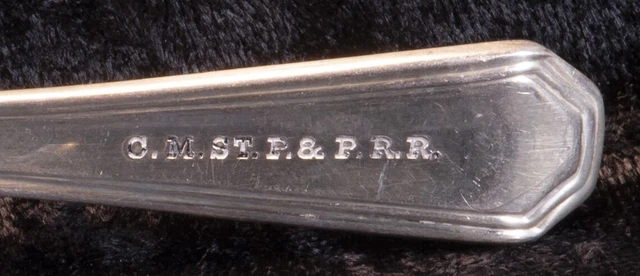 C. M. ST. P. & P. R. R.